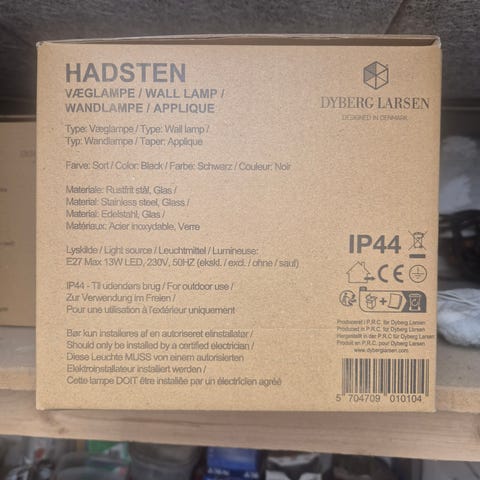 HADSTEN
VÆGLAMPE / WALL LAMP /
WANDLAMPE / APPLIQUE
DYBERG LARSEN
DESIGNED IN DENMARK
Type: Væglampe / Type: Wall lamp /
Typ: Wandlampe / Taper: Applique
Farve: Sort / Color: Black / Farbe: Schwarz / Couleur: Noir
Materiale: Rustfrit stål, Glas /
Material: Stainless steel, Glass /
Material: Edelstahl, Glas /
Matériaux: Acier inoxydable, Verre
Lyskilde / Light source / Leuchtmittel / Lumineuse:
E27 Max 13W LED, 230V, 50HZ (ekskl. / excl. / ohne / sauf)
IP44 - Til udendørs brug / For outdoor use /
Zur Verwendung im Freien /
Pour une utilisation à l'extérieur uniquement
Bør kun installeres af en autoriseret elinstallatør /
Should only be installed by a certified electrician /
Diese Leuchte MUSS von einem autorisierten
Elektroinstallateur installiert werden /
Cette lampe DOIT être installée par un électricien agréé
IP44
CE
Produceret i P.R.C. for Dyberg Larsen
Produced in P.R.C. for Dyberg Larsen
Hergestellt in der P.R.C für Dyberg Larsen
Produit en P.R.C. pour Dyberg Larsen
www.dyberglarsen.com
5 704709 010104